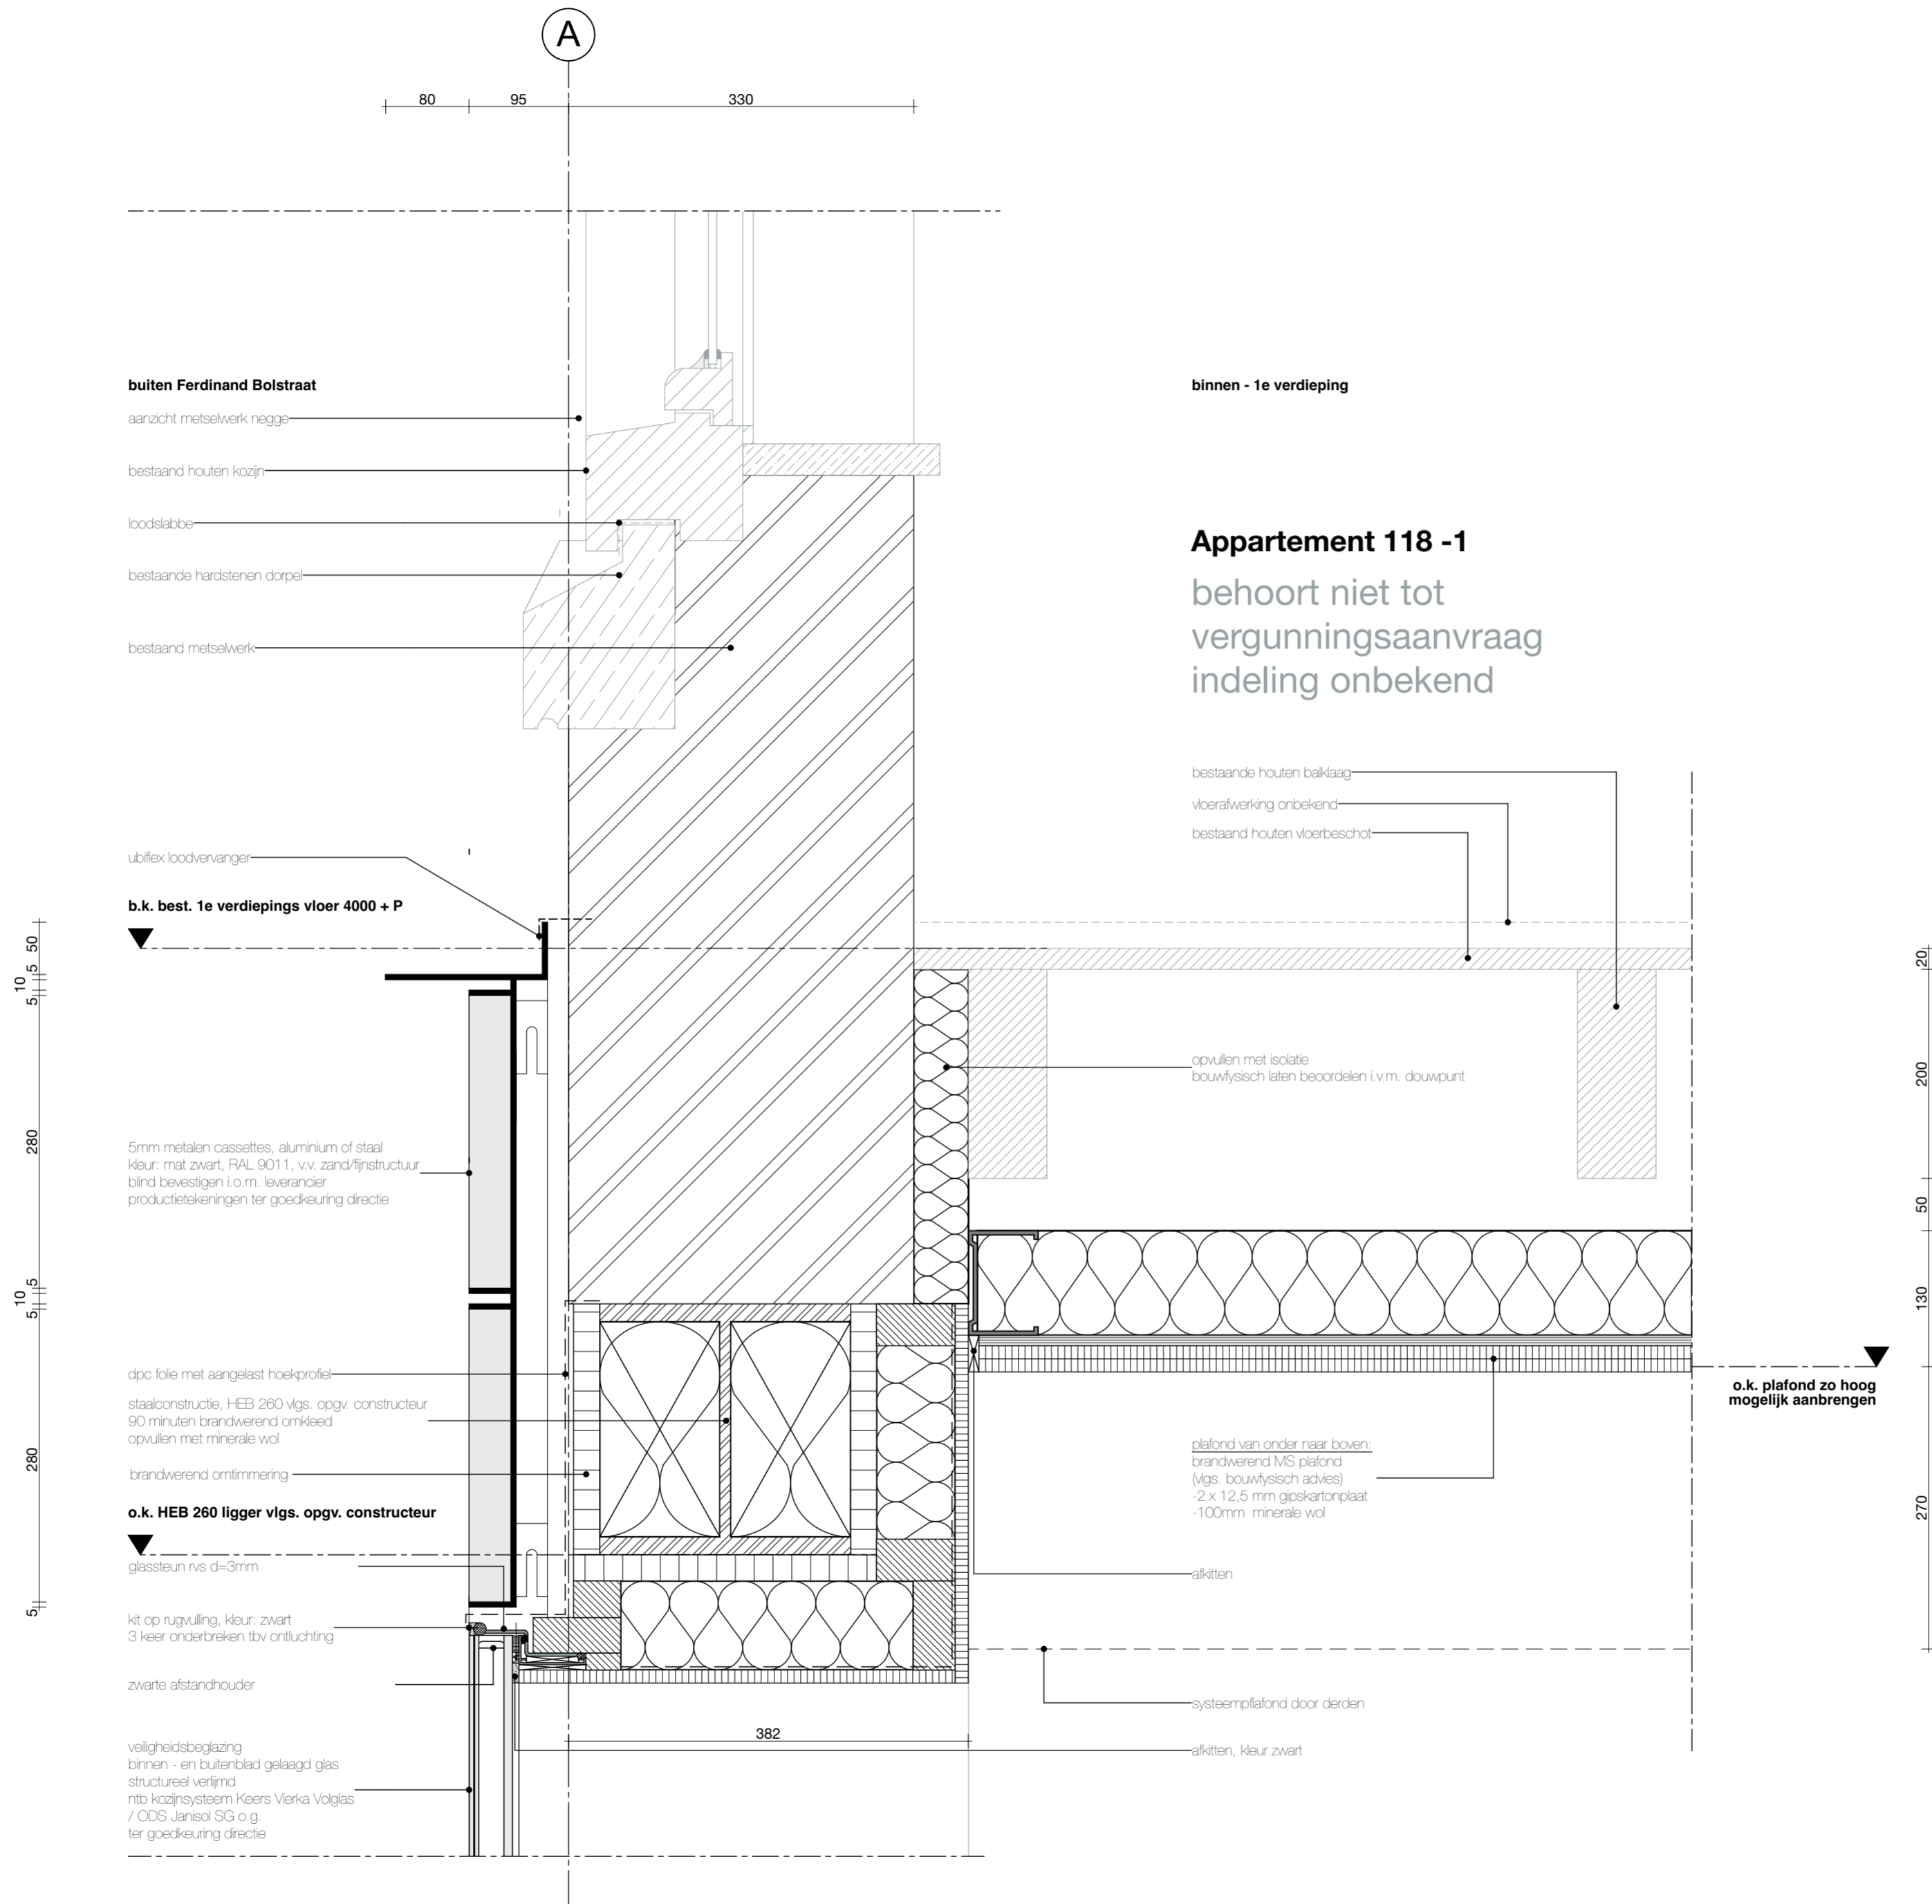 A
80
95
330
buiten Ferdinand Bolstraat
aanzicht metselwerk negge
bestaand houten kozijn
loodslabbe
bestaande hardstenen dorpel
bestaand metselwerk
ubiflex loodvervanger
b.k. best. 1e verdiepings vloer 4000 + P
50
5
10
5
280
5
10
5
280
5
5mm metalen cassettes, aluminium of staal
kleur: mat zwart, RAL 9011, v.v. zand/fijnstructuur
blind bevestigen i.o.m. leverancier
productietekeningen ter goedkeuring directie
dpc folie met aangelast hoekprofiel
staalconstructie, HEB 260 vlgs. opgv. constructeur
90 minuten brandwerend omkleed
opvullen met minerale wol
brandwerend omtimmering
o.k. HEB 260 ligger vlgs. opgv. constructeur
glassteun rvs d=3mm
kit op rugvulling, kleur: zwart
3 keer onderbreken tbv ontluchting
zwarte afstandhouder
veiligheidsbeglazing
binnen - en buitenblad gelaagd glas
structureel verlijmd
ntb kozijnsysteem Keers Vierka Volglas
/ ODS Janisol SG o.g.
ter goedkeuring directie
382
binnen - 1e verdieping
Appartement 118 -1
behoort niet tot
vergunningsaanvraag
indeling onbekend
bestaande houten balklaag
vloerafwerking onbekend
bestaand houten vloerbeschot
opvullen met isolatie
bouwfysisch laten beoordelen i.v.m. douwpunt
o.k. plafond zo hoog
mogelijk aanbrengen
plafond van onder naar boven:
brandwerend MS plafond
(vlgs. bouwfysisch advies)
-2 x 12,5 mm gipskartonplaat
-100mm minerale wol
afkitten
systeempflafond door derden
afkitten, kleur zwart
20
200
50
130
270